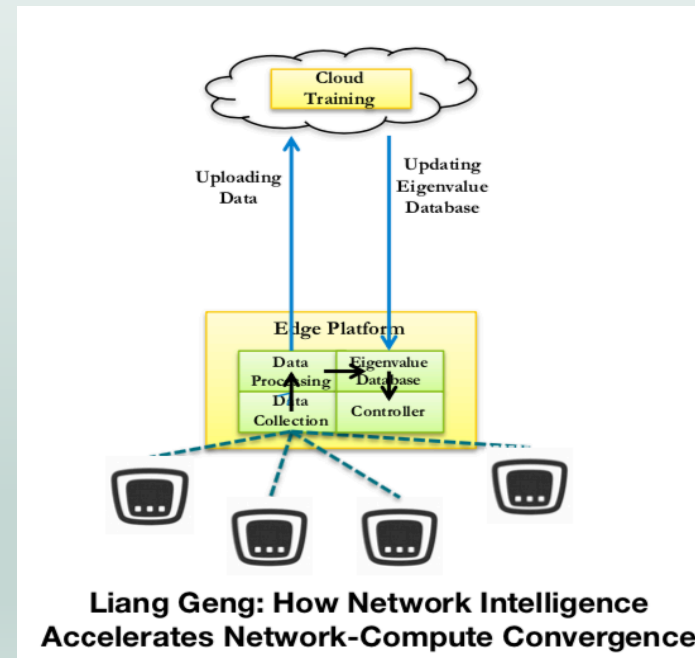 Cloud
Training
Uploading
Data
Updating
Eigenvalue
Database
Edge Platform
Data
Processing
Eigenvalue
Database
Data
Collection
Controller
Liang Geng: How Network Intelligence
Accelerates Network-Compute Convergence